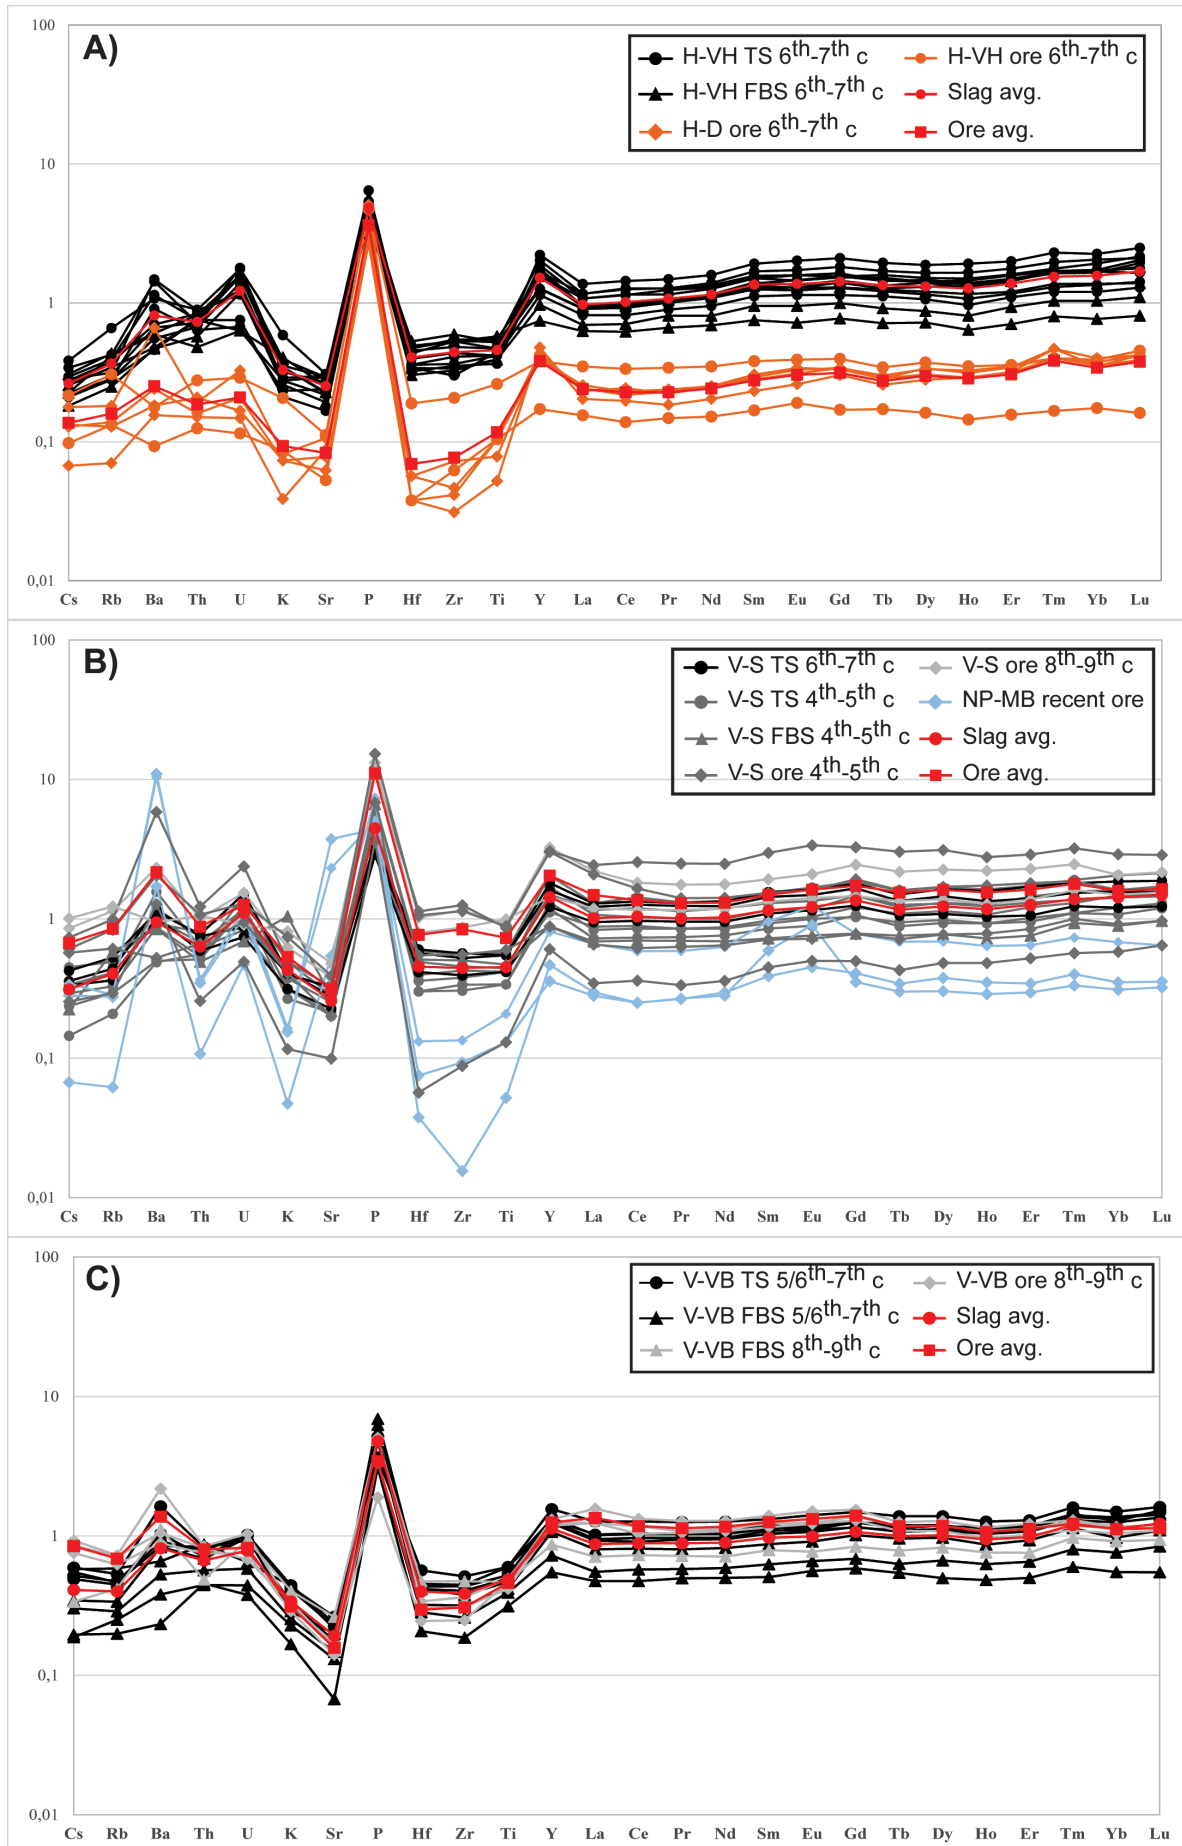 A)
H-VH TS 6th-7th c
H-VH ore 6th-7th c
H-VH FBS 6th-7th c
Slag avg.
H-D ore 6th-7th c
Ore avg.
100
10
1
0,1
0,01
Cs Rb Ba Th U K Sr P Hf Zr Ti Y La Ce Pr Nd Sm Eu Gd Tb Dy Ho Er Tm Yb Lu
B)
V-S TS 6th-7th c
V-S ore 8th-9th c
V-S TS 4th-5th c
NP-MB recent ore
V-S FBS 4th-5th c
Slag avg.
V-S ore 4th-5th c
Ore avg.
100
10
1
0,1
0,01
Cs Rb Ba Th U K Sr P Hf Zr Ti Y La Ce Pr Nd Sm Eu Gd Tb Dy Ho Er Tm Yb Lu
C)
V-VB TS 5/6th-7th c
V-VB ore 8th-9th c
V-VB FBS 5/6th-7th c
Slag avg.
V-VB FBS 8th-9th c
Ore avg.
100
10
1
0,1
0,01
Cs Rb Ba Th U K Sr P Hf Zr Ti Y La Ce Pr Nd Sm Eu Gd Tb Dy Ho Er Tm Yb Lu